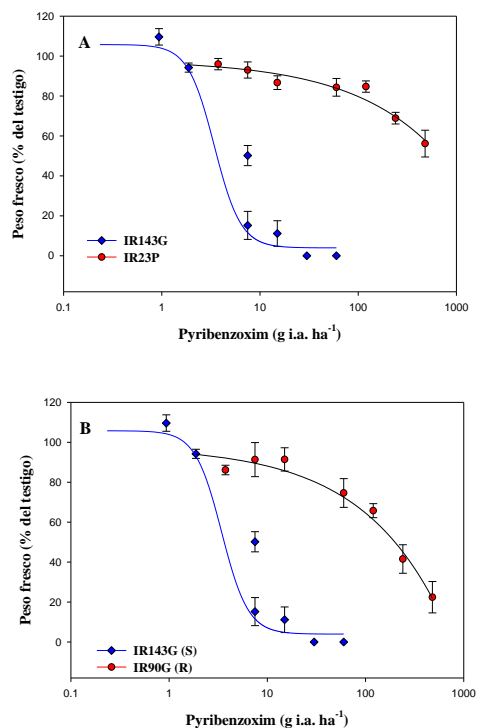 120
A
100
80
60
40
20
0
Peso fresco (% del testigo)
IR143G
IR23P
0.1 1 10 100 1000
Pyribenzoxim (g i.a. ha⁻¹)
120
B
100
80
60
40
20
0
Peso fresco (% del testigo)
IR143G (S)
IR90G (R)
0.1 1 10 100 1000
Pyribenzoxim (g i.a. ha⁻¹)